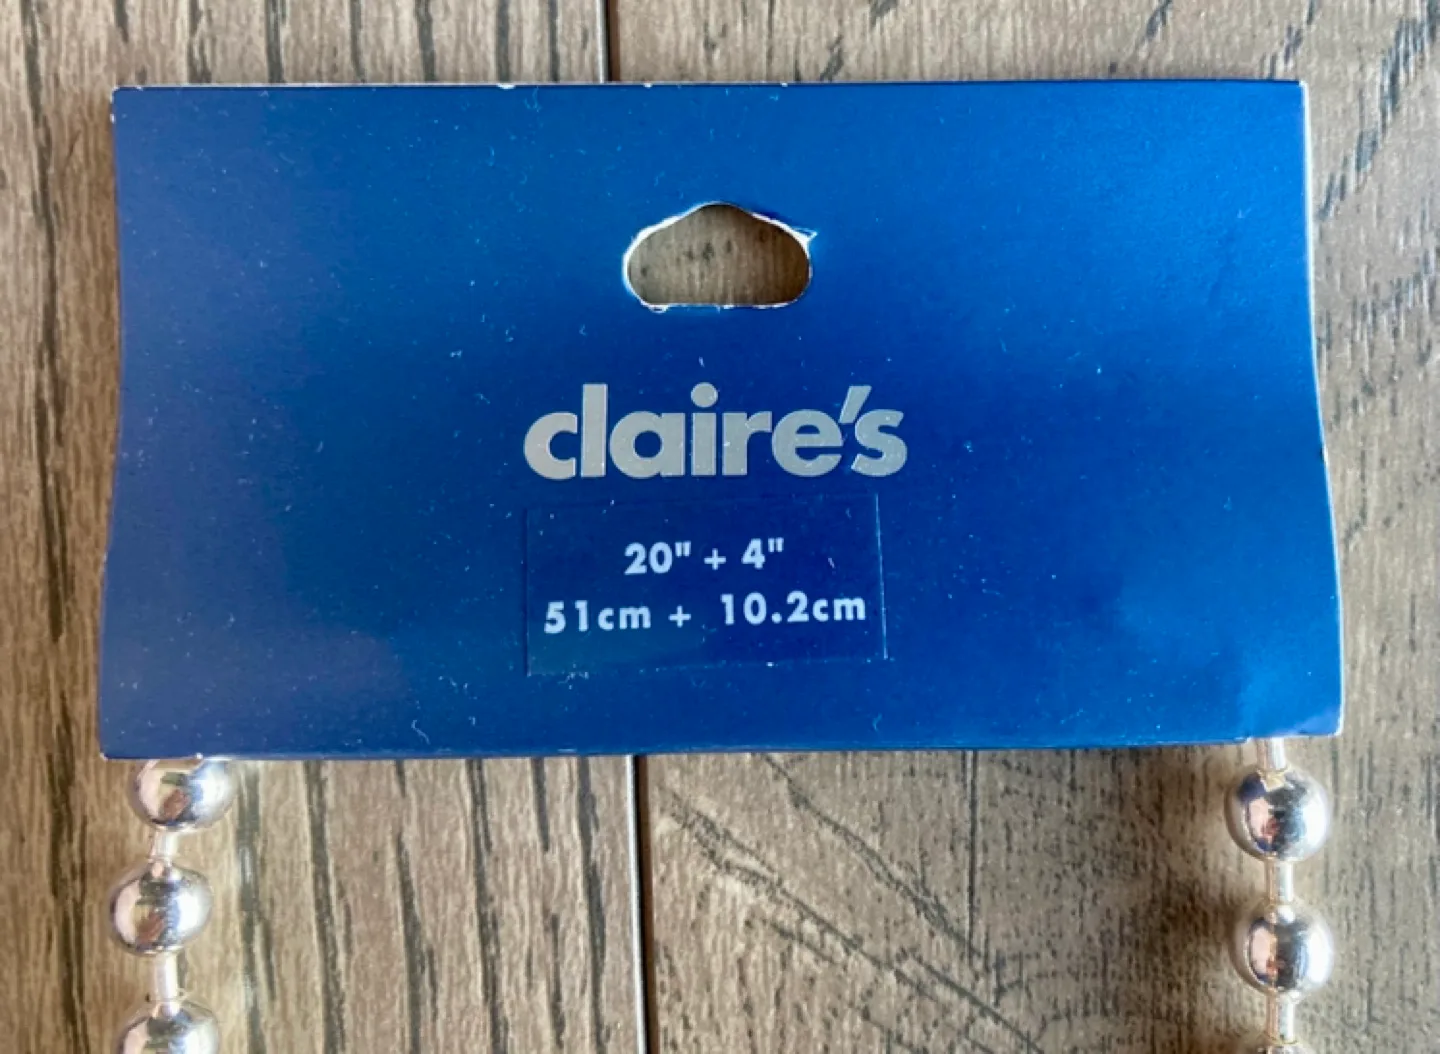 claire's
20" + 4"
51cm + 10.2cm